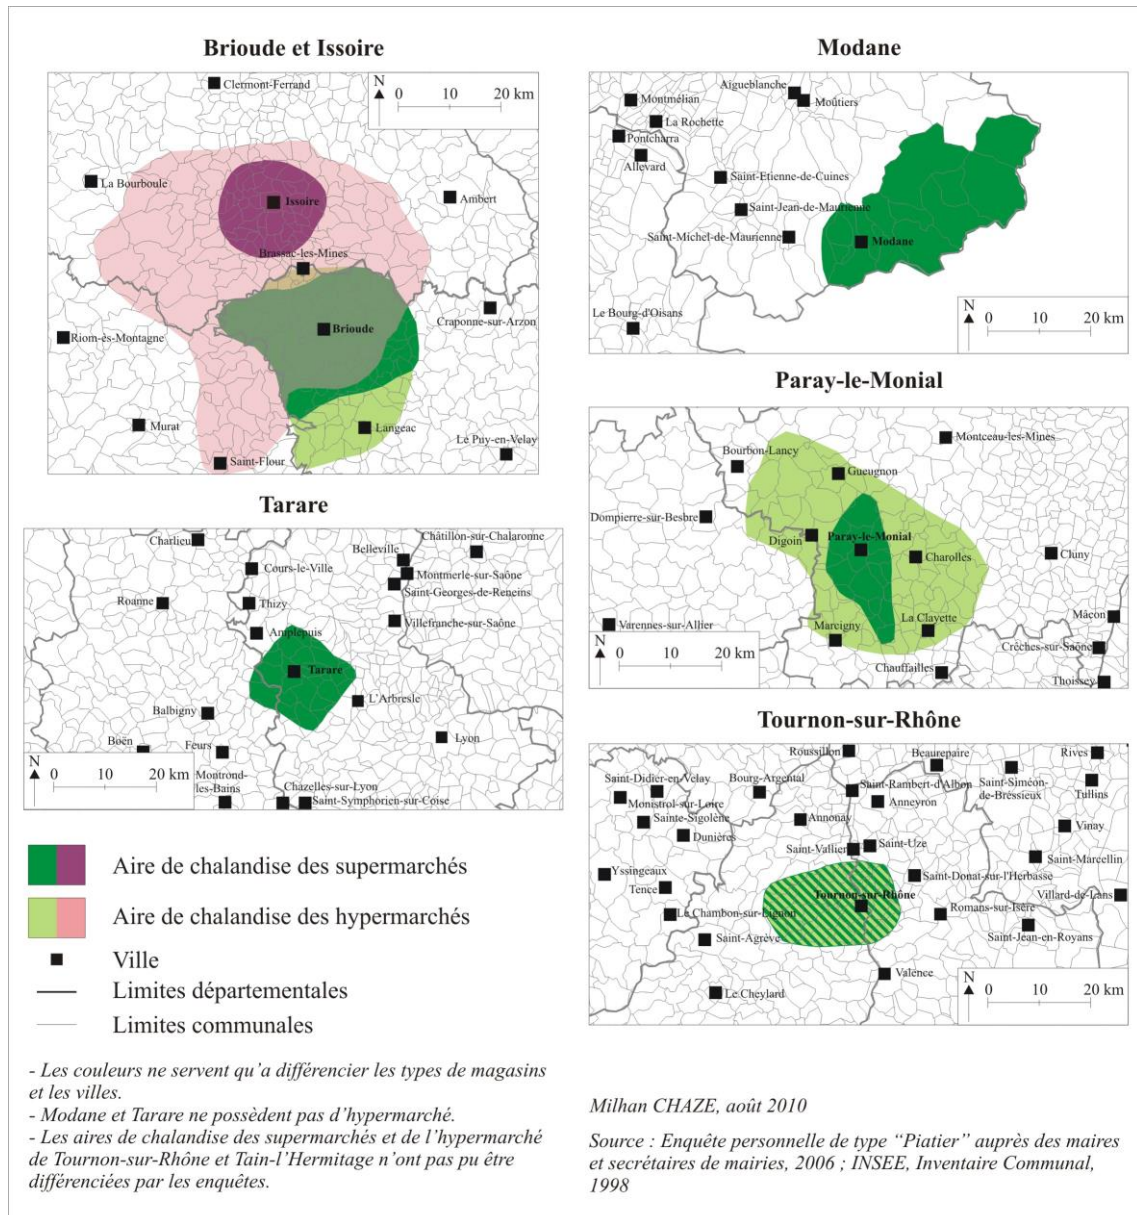 Brioude et Issoire
N
0 10 20 km
Clermont-Ferrand
La Bourboule
Issoire
Ambert
Brassac-les-Mines
Brioude
Craponne-sur-Arzon
Riom-ès-Montagne
Murat
Langeac
Le Puy-en-Velay
Saint-Flour
Modane
Aigueblanche
Montmélian
Moûtiers
La Rochette
Pontcharra
Allevard
Saint-Etienne-de-Cuines
Saint-Jean-de-Maurienne
Saint-Michel-de-Maurienne
Modane
Le Bourg-d'Oisans
N
0 10 20 km
Paray-le-Monial
Montceau-les-Mines
Bourbon-Lancy
Gueugnon
Dompierre-sur-Besbre
Digoin
Paray-le-Monial
Charolles
Cluny
Varennes-sur-Allier
Marcigny
La Clayette
Mâcon
Crêches-sur-Saône
Chauffailles
Thoissey
N
0 10 20 km
Tarare
Charlieu
Châtillon-sur-Chalaronne
Belleville
Cours-le-Ville
Montmerle-sur-Saône
Saint-Georges-de-Reneins
Roanne
Thizy
Villefranche-sur-Saône
Amplepuis
Tarare
L'Arbresle
Balbigny
Lyon
Boën
Feurs
N
0 10 20 km
Montrond-
les-Bains
Chazelles-sur-Lyon
Saint-Symphorien-sur-Coise
Tournon-sur-Rhône
Roussillon
Beaurepaire
Rives
Saint-Didier-en-Velay
Bourg-Argental
Saint-Rambert-d'Albon
Saint-Siméon-
de-Bressieux
Tullins
Monistrol-sur-Loire
Anneyron
Sainte-Sigolène
Annonay
Vinay
Dunières
Saint-Vallier
Saint-Uze
Saint-Marcellin
Yssingeaux
Tence
Saint-Donat-sur-l'Herbasse
Villard-de-Lans
Tournon-sur-Rhône
Le Chambon-sur-Lignon
Romans-sur-Isère
Saint-Agrève
Saint-Jean-en-Royans
Valence
Le Cheylard
N
0 10 20 km
Aire de chalandise des supermarchés
Aire de chalandise des hypermarchés
Ville
Limites départementales
Limites communales
- Les couleurs ne servent qu’a différencier les types de magasins
et les villes.
- Modane et Tarare ne possèdent pas d’hypermarché.
- Les aires de chalandise des supermarchés et de l’hypermarché
de Tournon-sur-Rhône et Tain-l’Hermitage n’ont pas pu être
différenciées par les enquêtes.
Milhan CHAZE, août 2010
Source : Enquête personnelle de type “Piatier” auprès des maires
et secrétaires de mairies, 2006 ; INSEE, Inventaire Communal,
1998